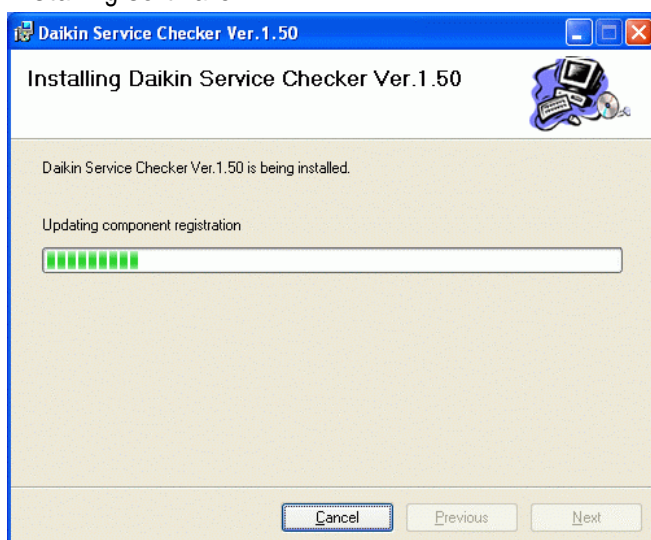 Daikin Service Checker Ver.1.50
Installing Daikin Service Checker Ver.1.50
Daikin Service Checker Ver.1.50 is being installed.
Updating component registration
Cancel Previous Next